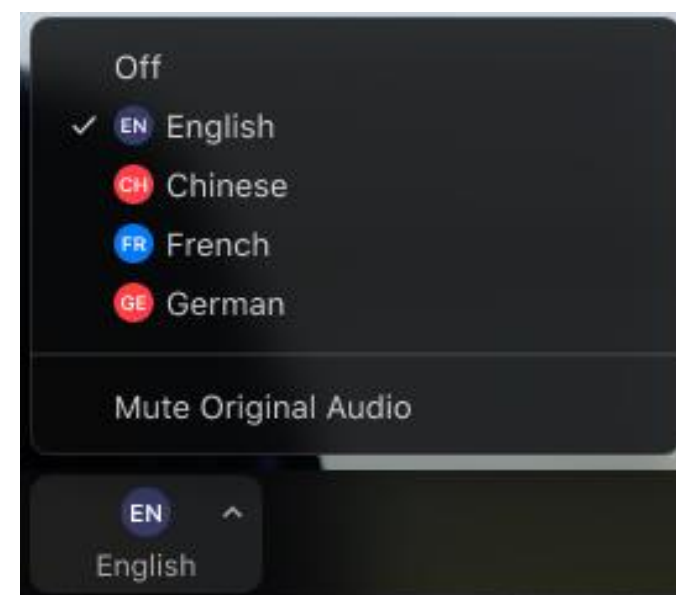 Off
EN English
CH Chinese
FR French
GE German
Mute Original Audio
EN
English